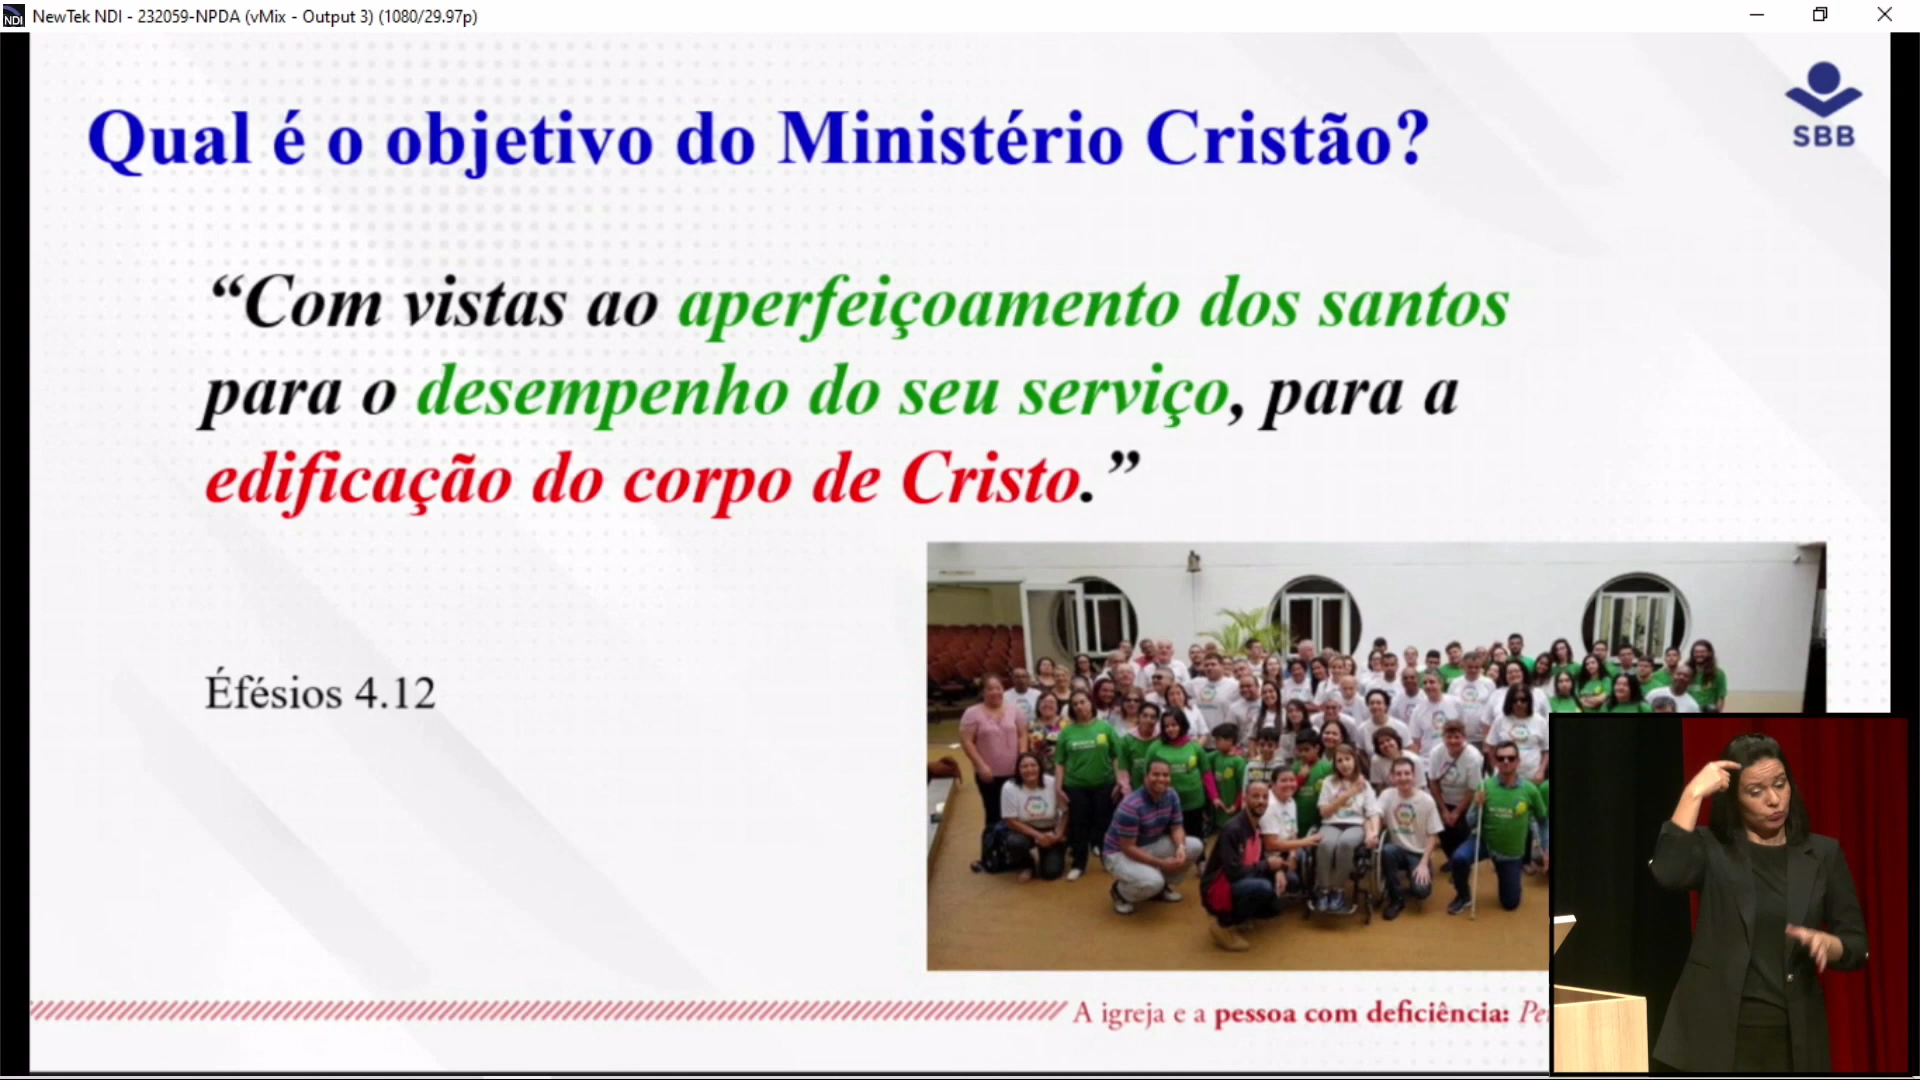 NewTek NDI - 232059-NPDA (vMix - Output 3) (1080/29.97p)
SBB
Qual é o objetivo do Ministério Cristão?
“Com vistas ao aperfeiçoamento dos santos
para o desempenho do seu serviço, para a
edificação do corpo de Cristo.”
Éfésios 4.12
A igreja e a pessoa com deficiência: